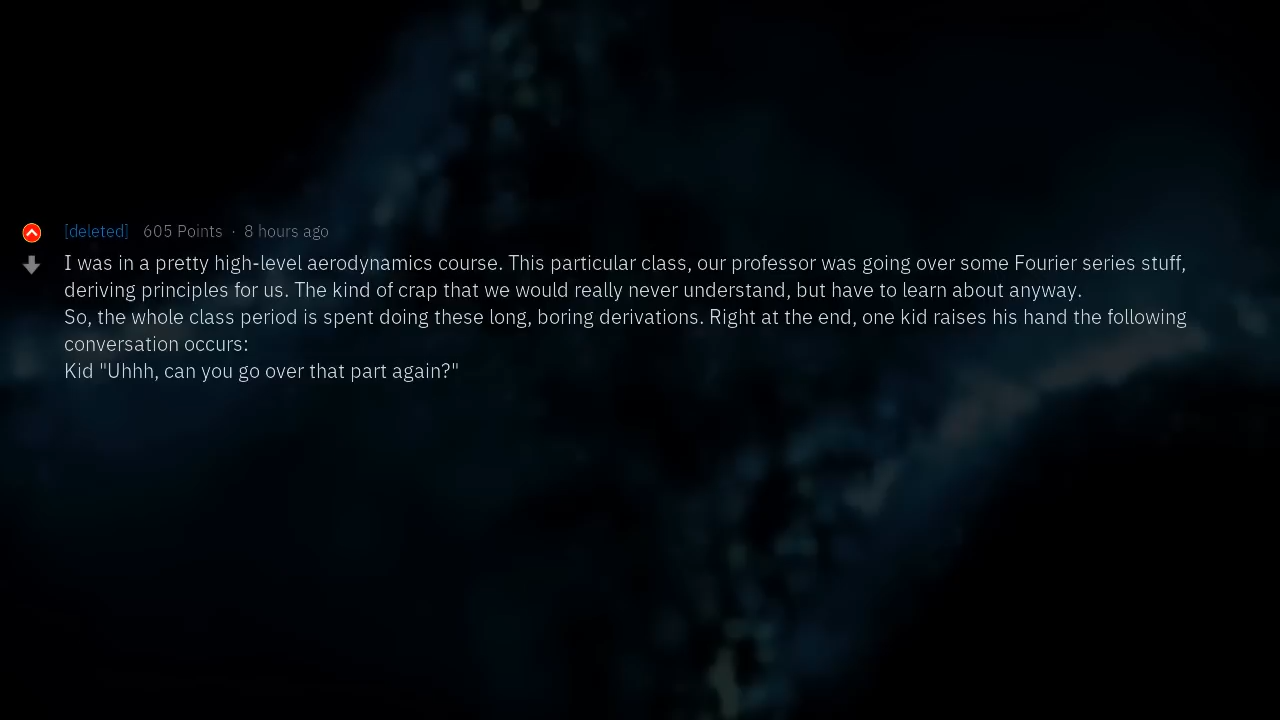 [deleted] 605 Points · 8 hours ago
I was in a pretty high-level aerodynamics course. This particular class, our professor was going over some Fourier series stuff,
deriving principles for us. The kind of crap that we would really never understand, but have to learn about anyway.
So, the whole class period is spent doing these long, boring derivations. Right at the end, one kid raises his hand the following
conversation occurs:
Kid "Uhhh, can you go over that part again?"